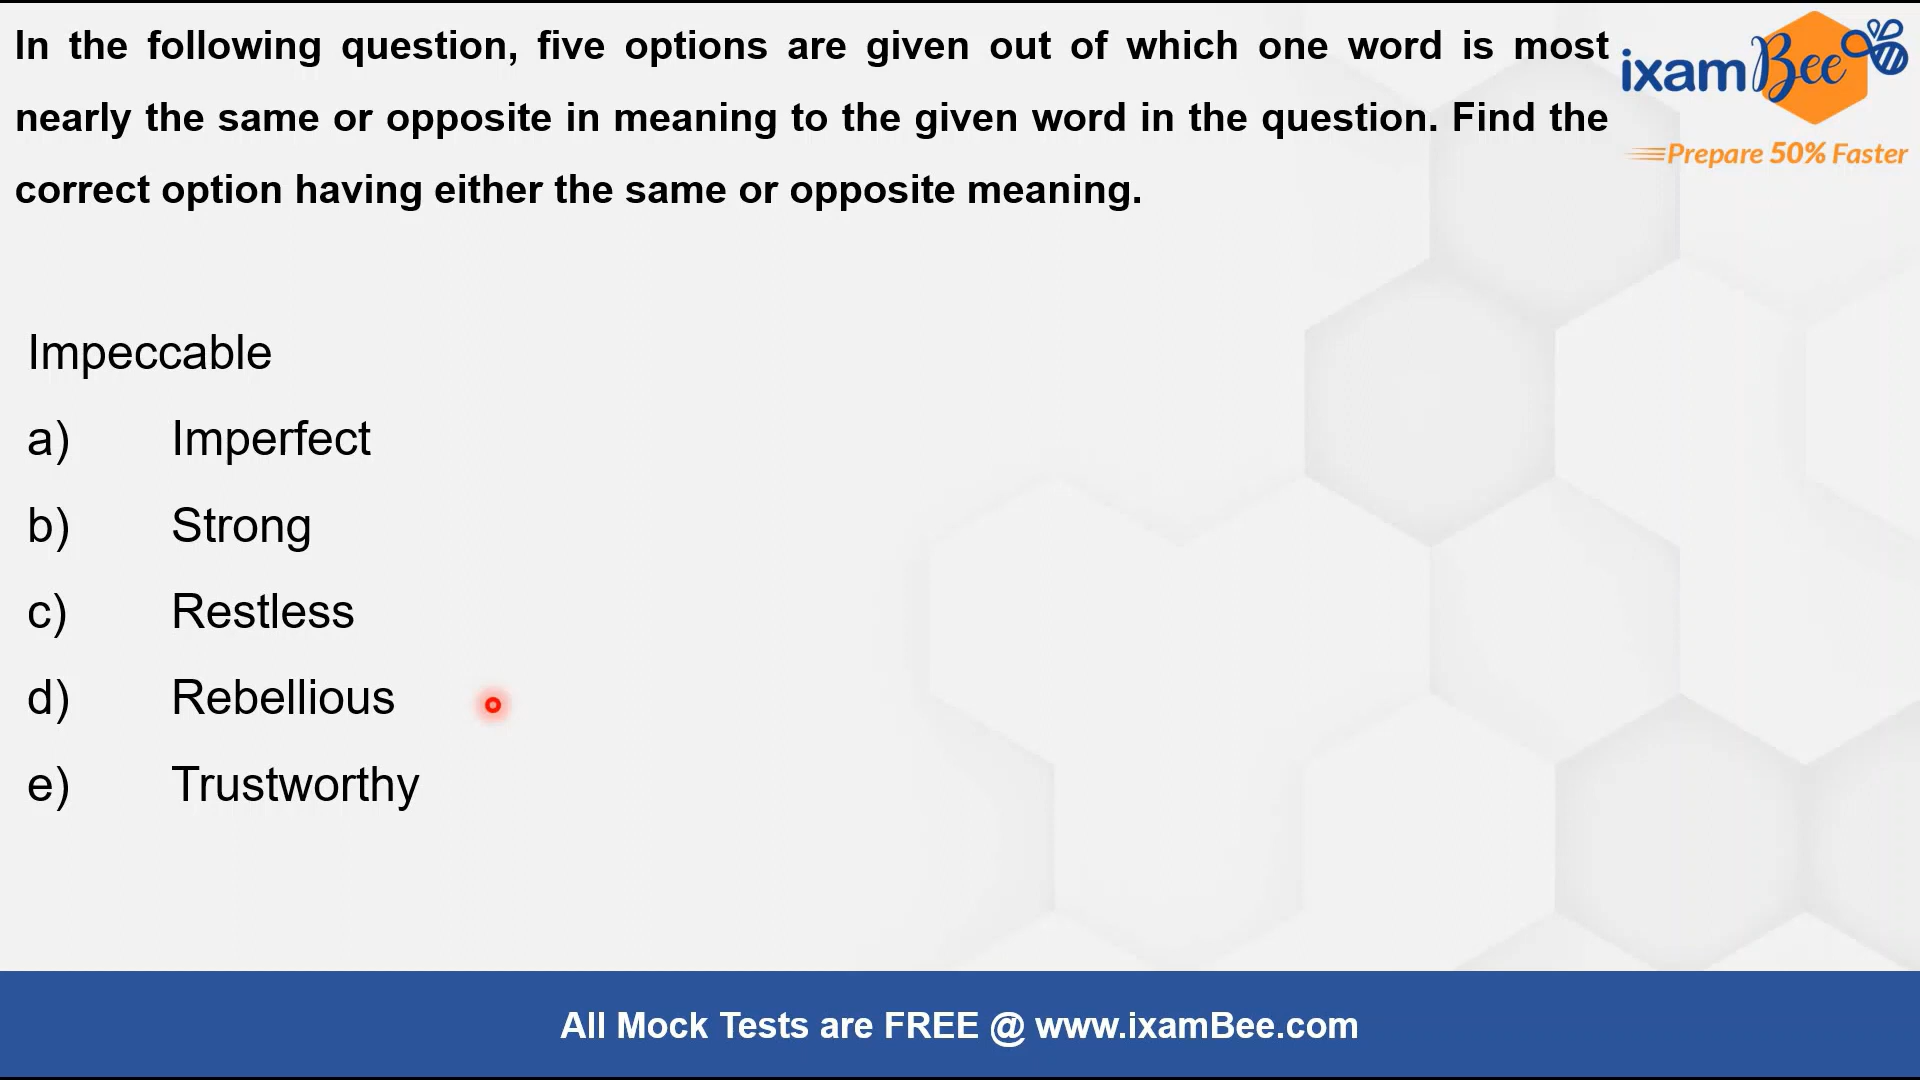 In the following question, five options are given out of which one word is most
nearly the same or opposite in meaning to the given word in the question. Find the
correct option having either the same or opposite meaning.
ixamBee
Prepare 50% Faster
Impeccable
a) Imperfect
b) Strong
c) Restless
d) Rebellious
e) Trustworthy
All Mock Tests are FREE @ www.ixamBee.com